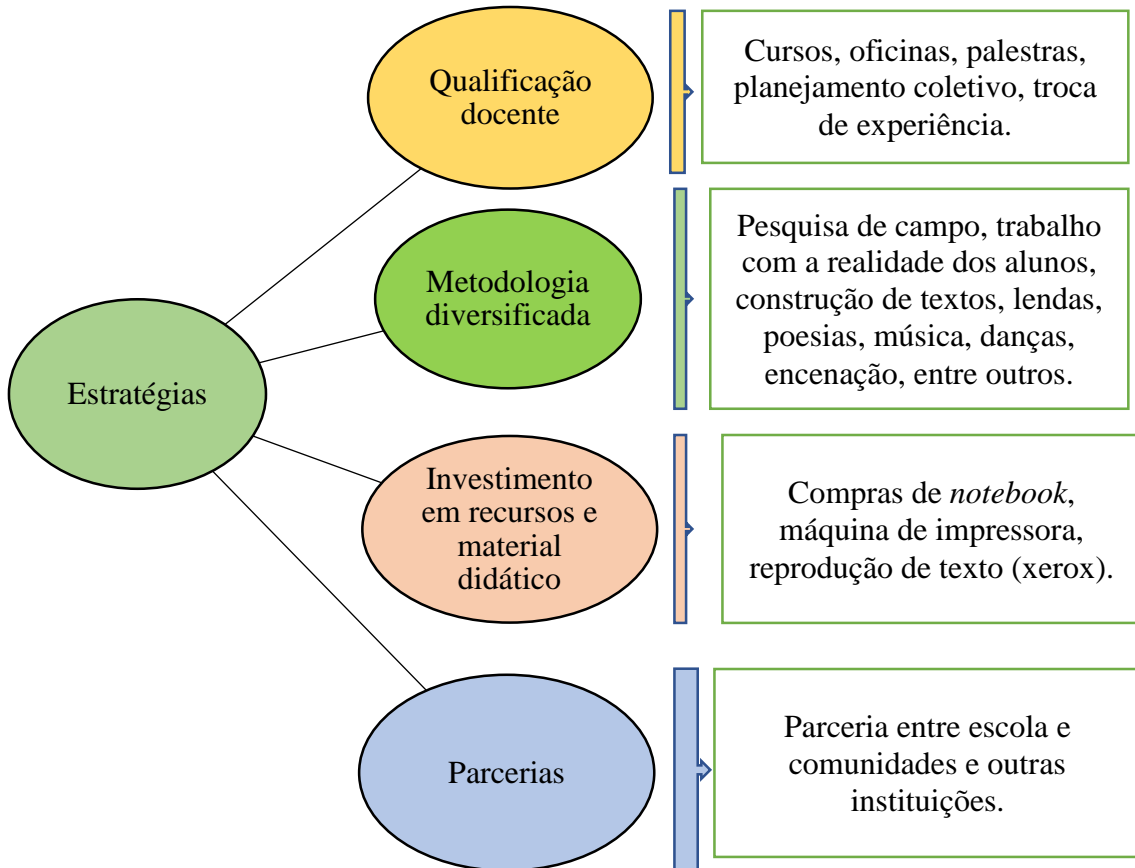 Qualificação
docente
Cursos, oficinas, palestras,
planejamento coletivo, troca
de experiência.
Metodologia
diversificada
Pesquisa de campo, trabalho
com a realidade dos alunos,
construção de textos, lendas,
poesias, música, danças,
encenação, entre outros.
Estratégias
Investimento
em recursos e
material
didático
Compras de notebook,
máquina de impressora,
reprodução de texto (xerox).
Parcerias
Parceria entre escola e
comunidades e outras
instituições.